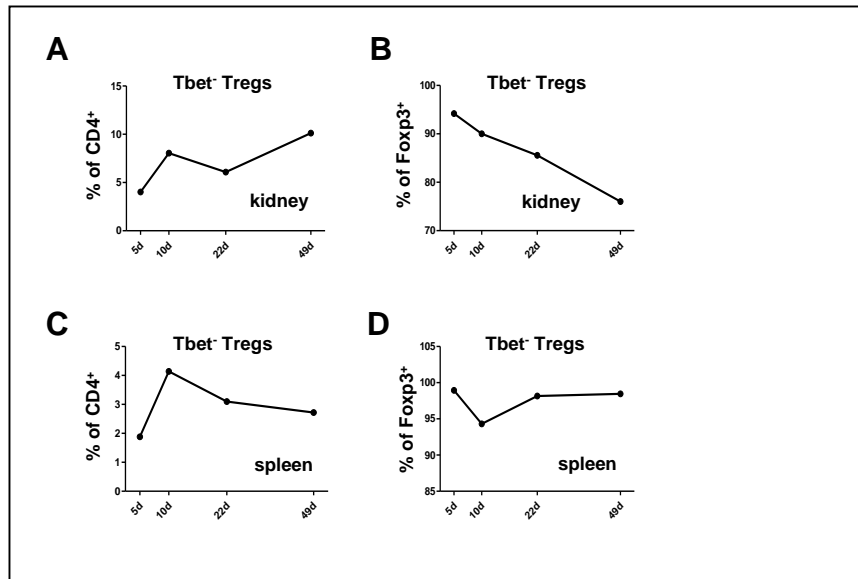 A
Tbet⁻ Tregs
% of CD4⁺
15
10
5
0
kidney
5d 10d 22d 49d
B
Tbet⁻ Tregs
% of Foxp3⁺
100
90
80
70
kidney
5d 10d 22d 49d
C
Tbet⁻ Tregs
% of CD4⁺
5
4
3
2
1
0
spleen
5d 10d 22d 49d
D
Tbet⁻ Tregs
% of Foxp3⁺
105
100
95
90
85
spleen
5d 10d 22d 49d